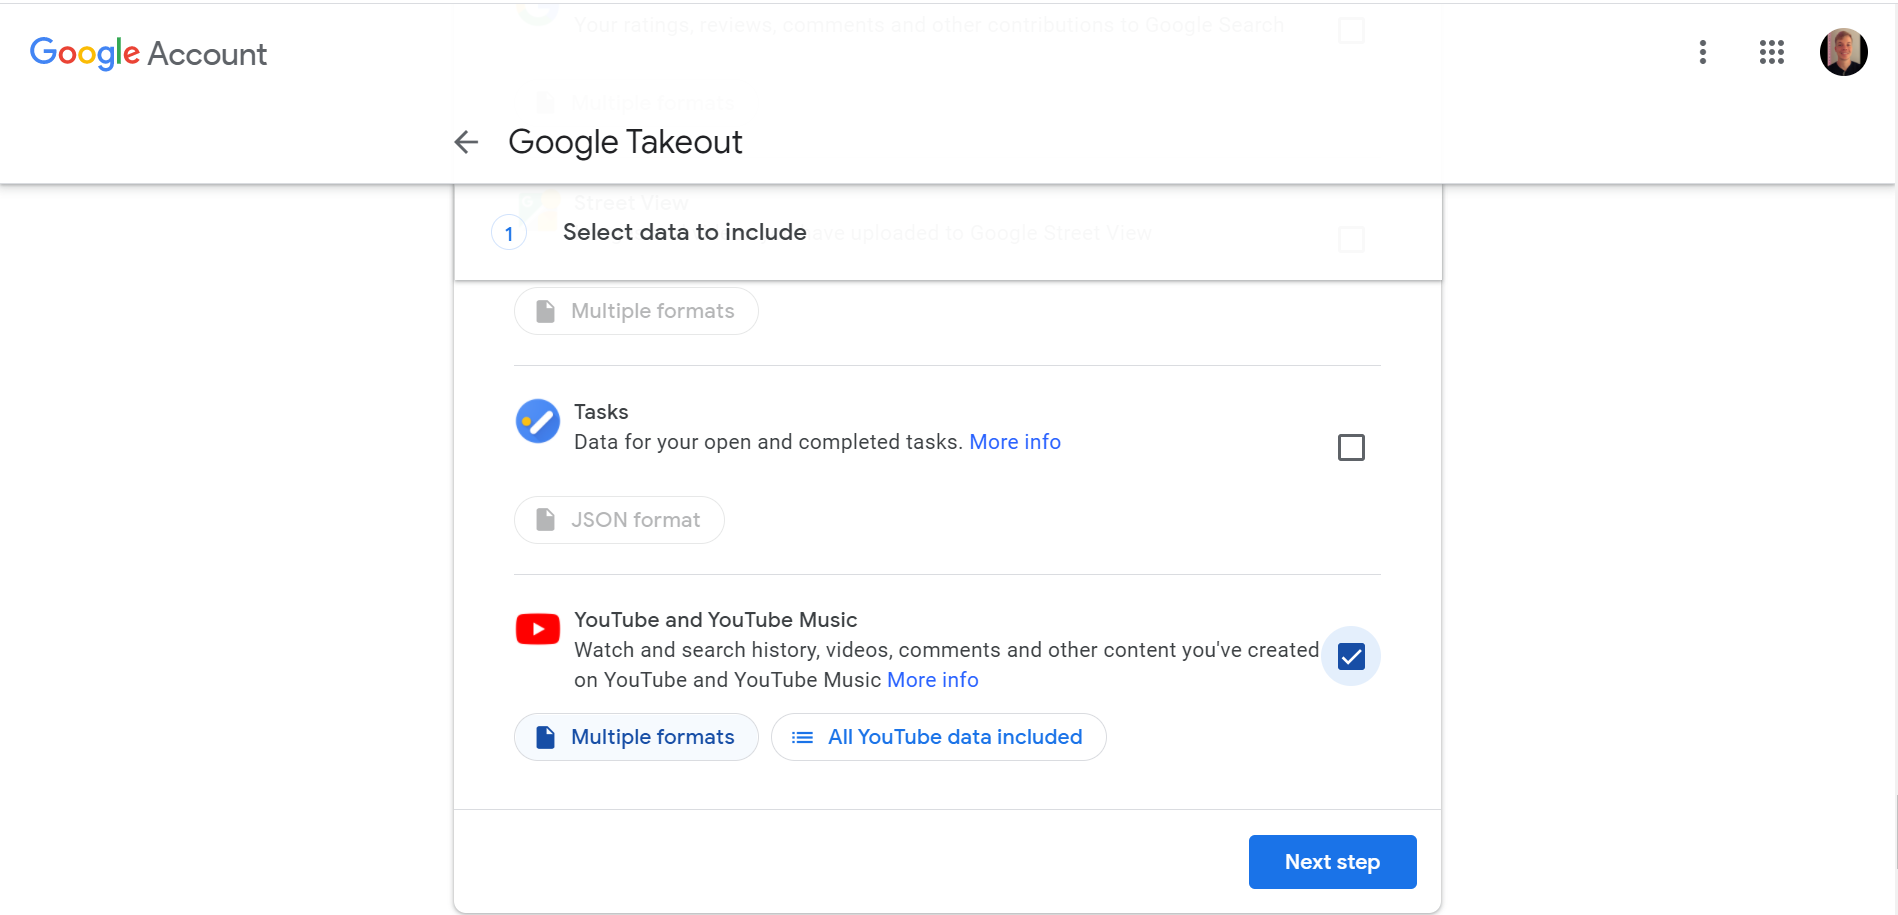 Your ratings, reviews, comments and other contributions to Google Search
Google Account
Multiple formats
Google Takeout
Street View
1
Select data to include
ave uploaded to Google Street View
Multiple formats
Tasks
Data for your open and completed tasks. More info
JSON format
YouTube and YouTube Music
Watch and search history, videos, comments and other content you've created
on YouTube and YouTube Music More info
Multiple formats
All YouTube data included
Next step